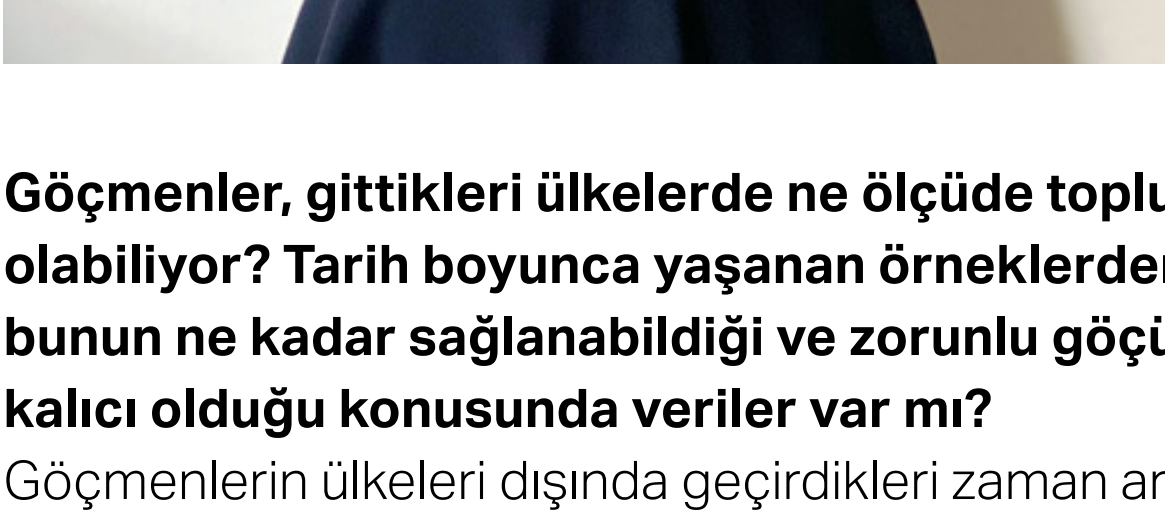 Göçmenler, gittikleri ülkelerde ne ölçüde
olabiliyor? Tarih boyunca yaşanan
bunun ne kadar sağlanabildiği ve zorunlu
kalıcı olduğu konusunda veriler var mı?
Göçmenlerin ülkeleri dışında geçirdikleri zaman